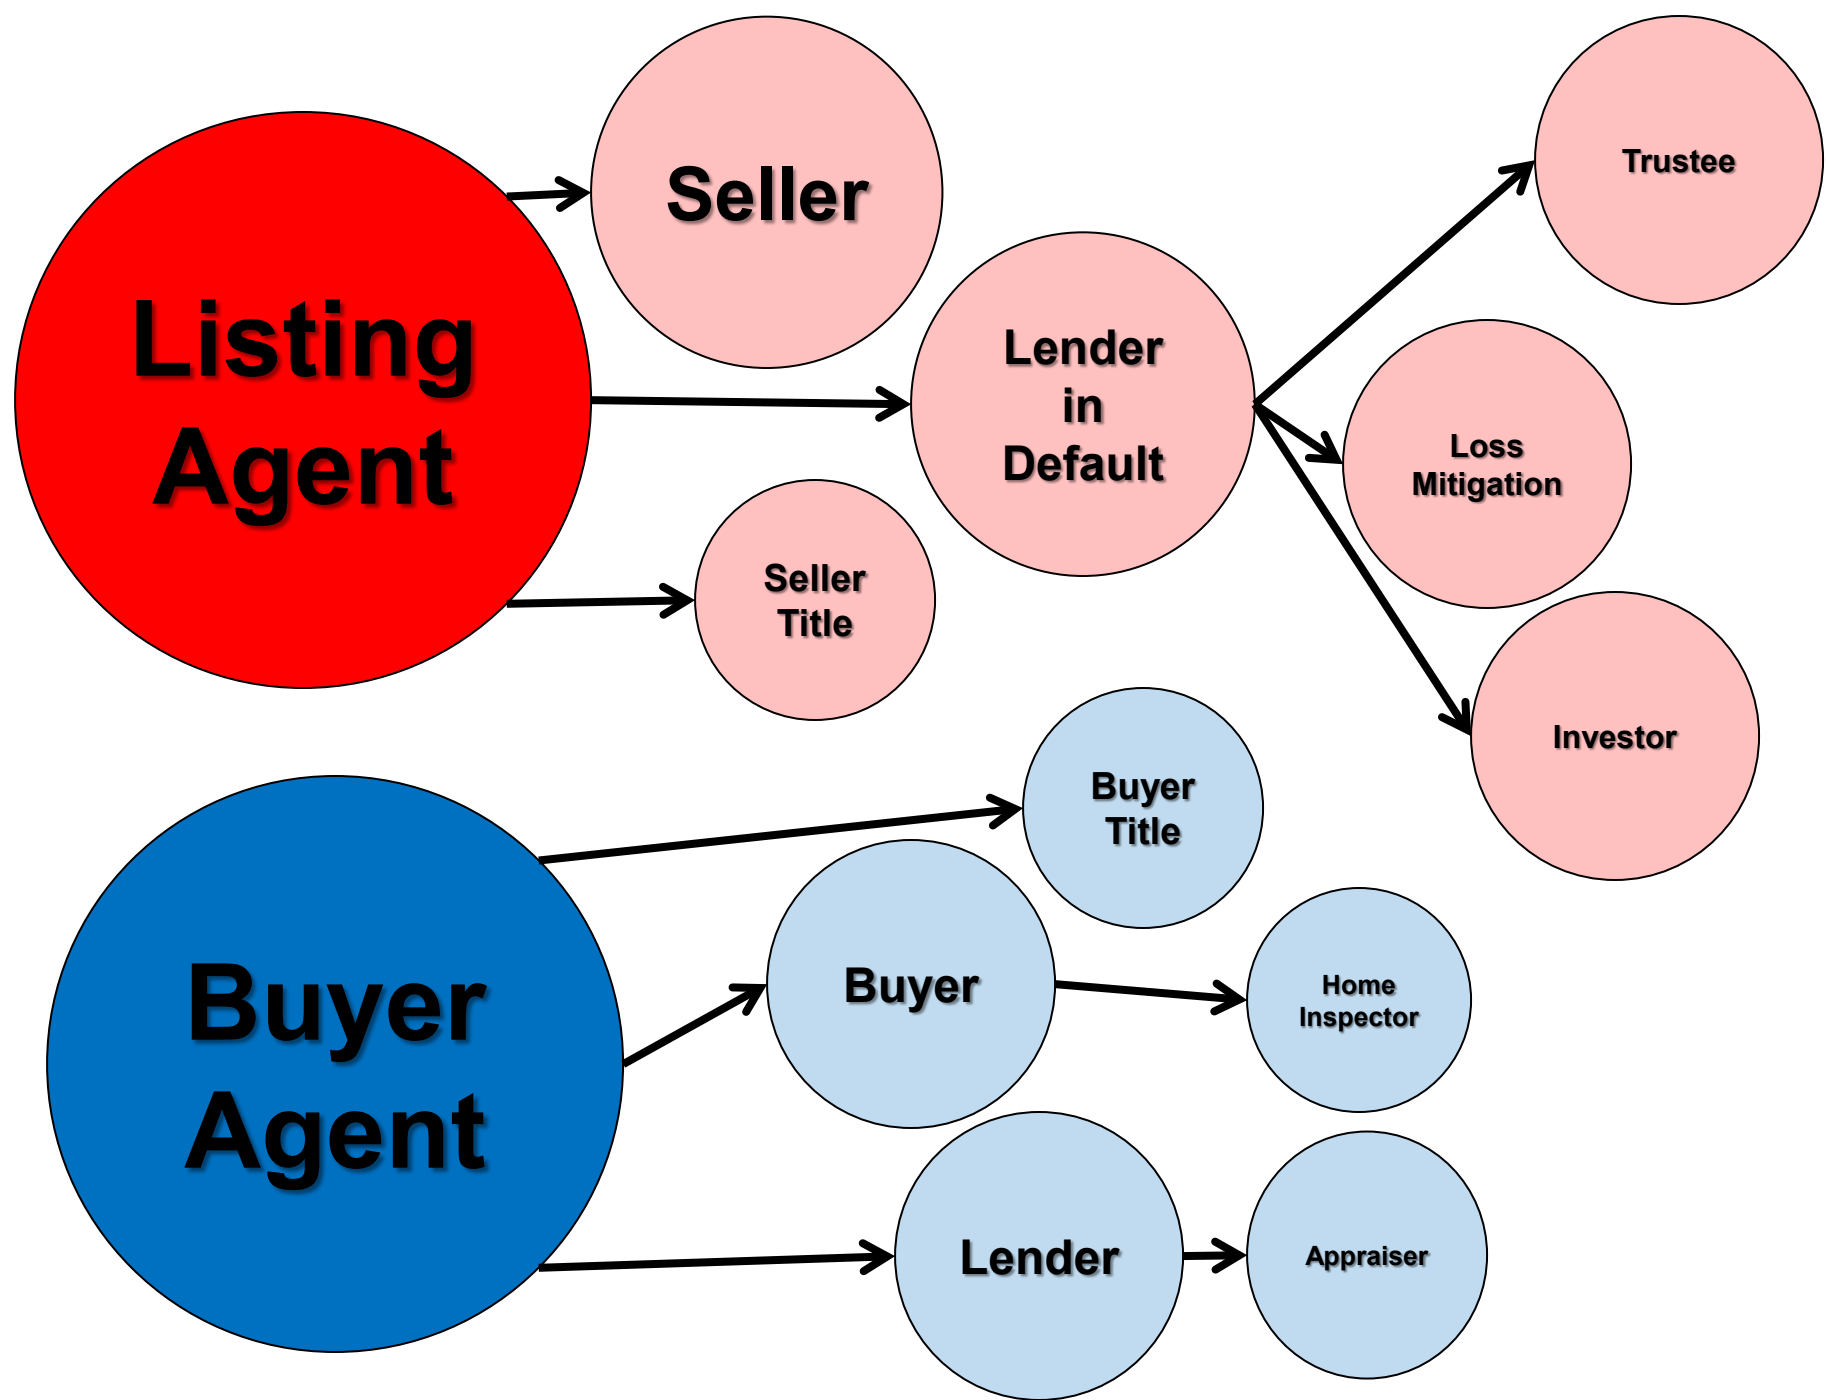 Listing
Agent
Seller
Lender
in
Default
Seller
Title
Trustee
Loss
Mitigation
Investor
Buyer
Agent
Buyer
Title
Buyer
Home
Inspector
Lender
Appraiser